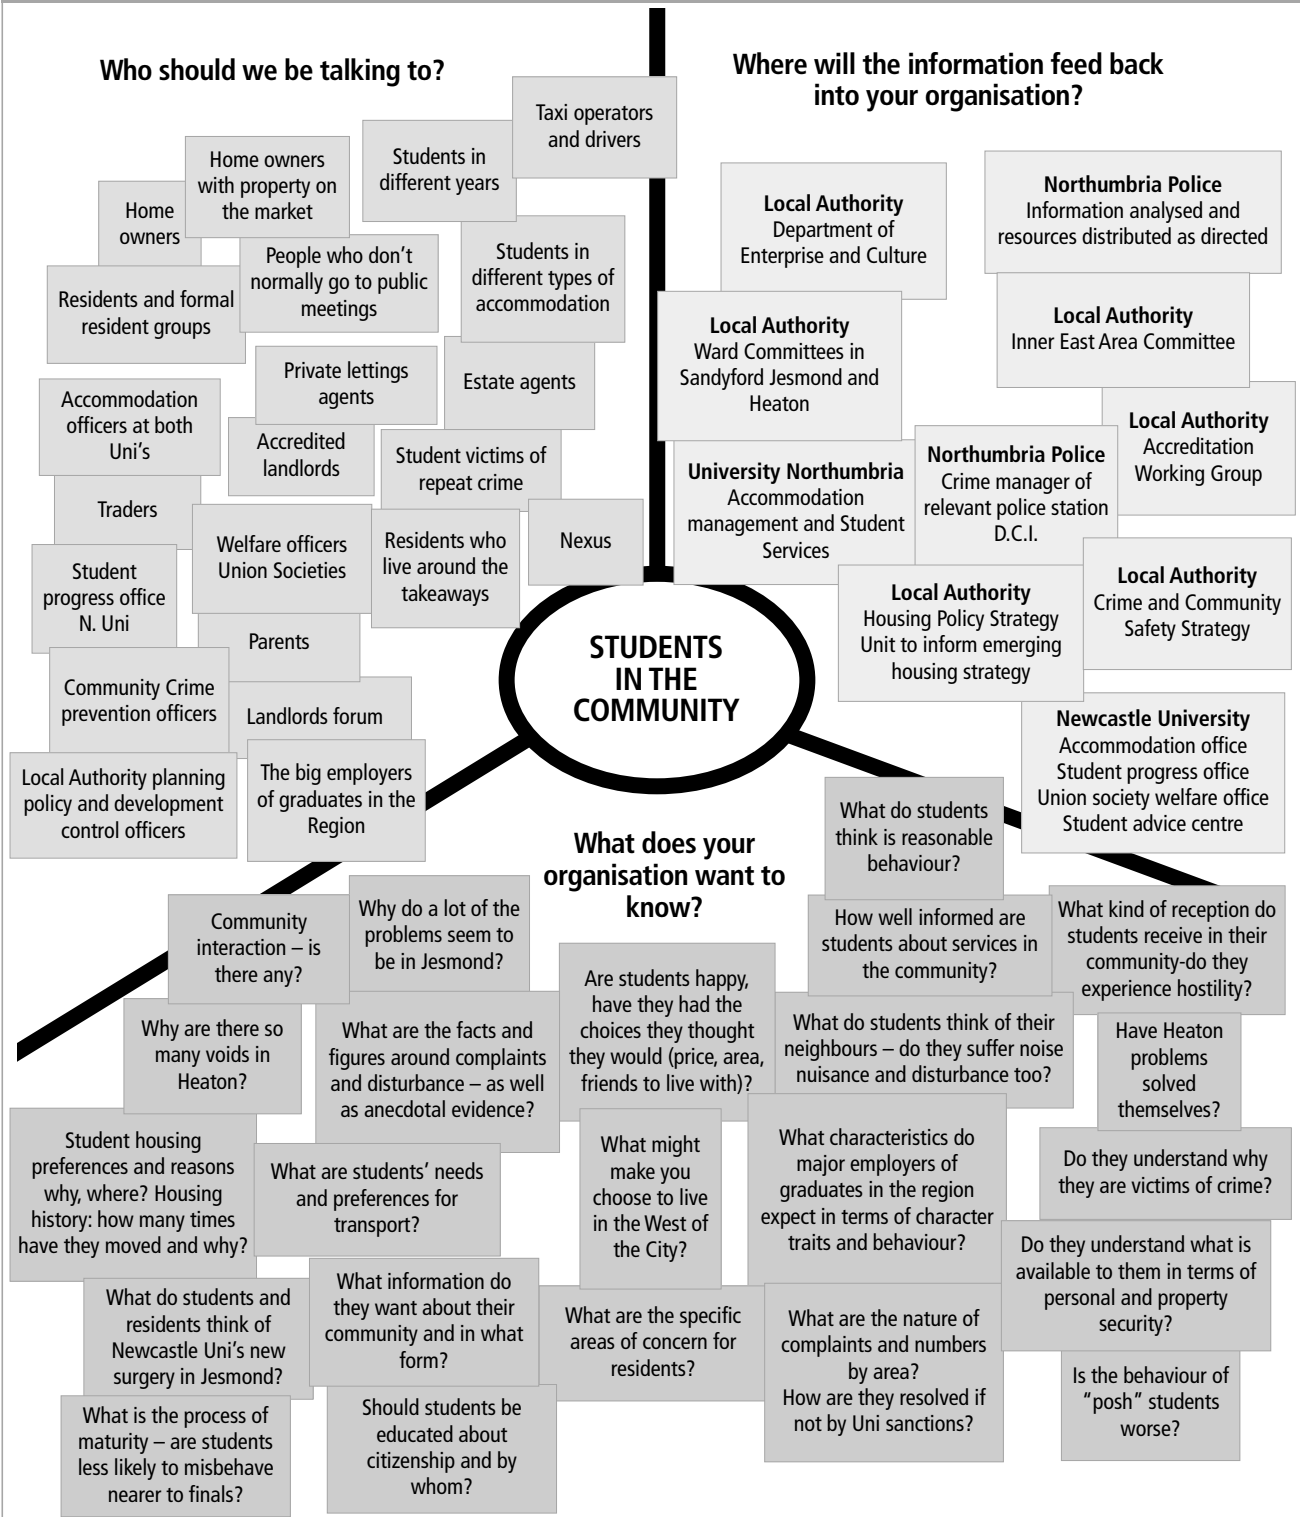 Who should we be talking to?
Taxi operators
and drivers
Students in
different years
Home owners
with property on
the market
Home
owners
People who don't
normally go to public
meetings
Students in
different types of
accommodation
Residents and formal
resident groups
Private lettings
agents
Estate agents
Accommodation
officers at both
Uni's
Accredited
landlords
Student victims of
repeat crime
Traders
Welfare officers
Union Societies
Residents who
live around the
takeaways
Nexus
Student
progress office
N. Uni
Parents
Community Crime
prevention officers
Landlords forum
Local Authority planning
policy and development
control officers
The big employers
of graduates in the
Region
Where will the information feed back
into your organisation?
Local Authority
Department of
Enterprise and Culture
Northumbria Police
Information analysed and
resources distributed as directed
Local Authority
Ward Committees in
Sandyford Jesmond and
Heaton
Local Authority
Inner East Area Committee
Local Authority
Accreditation
Working Group
University Northumbria
Accommodation
management and Student
Services
Northumbria Police
Crime manager of
relevant police station
D.C.I.
Local Authority
Housing Policy Strategy
Unit to inform emerging
housing strategy
Local Authority
Crime and Community
Safety Strategy
Newcastle University
Accommodation office
Student progress office
Union society welfare office
Student advice centre
STUDENTS
IN THE
COMMUNITY
What does your
organisation want to
know?
What do students
think is reasonable
behaviour?
Community
interaction – is
there any?
Why do a lot of the
problems seem to
be in Jesmond?
How well informed are
students about services in
the community?
What kind of reception do
students receive in their
community-do they
experience hostility?
Are students happy,
have they had the
choices they thought
they would (price, area,
friends to live with)?
Why are there so
many voids in
Heaton?
What are the facts and
figures around complaints
and disturbance – as well
as anecdotal evidence?
What do students think of their
neighbours – do they suffer noise
nuisance and disturbance too?
Have Heaton
problems
solved
themselves?
Student housing
preferences and reasons
why, where? Housing
history: how many times
have they moved and why?
What are students' needs
and preferences for
transport?
What might
make you
choose to live
in the West of
the City?
What characteristics do
major employers of
graduates in the region
expect in terms of character
traits and behaviour?
Do they understand why
they are victims of crime?
Do they understand what is
available to them in terms of
personal and property
security?
What do students and
residents think of
Newcastle Uni's new
surgery in Jesmond?
What information do
they want about their
community and in what
form?
What are the specific
areas of concern for
residents?
What are the nature of
complaints and numbers
by area?
How are they resolved if
not by Uni sanctions?
Is the behaviour of
“posh” students
worse?
What is the process of
maturity – are students
less likely to misbehave
nearer to finals?
Should students be
educated about
citizenship and by
whom?